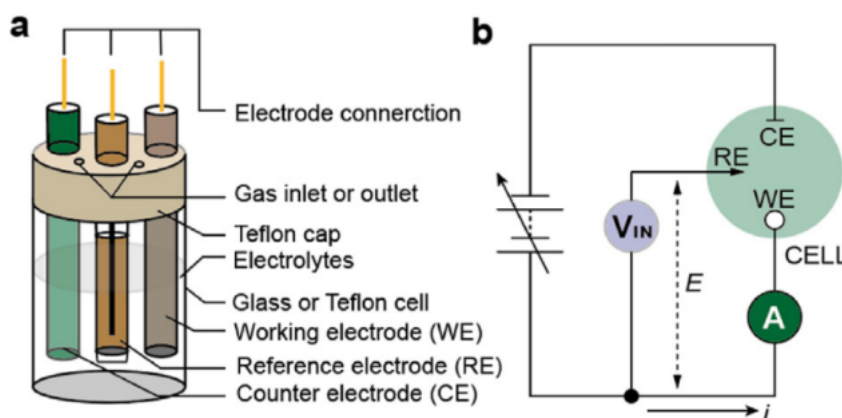 a
Electrode connerction
Gas inlet or outlet
Teflon cap
Electrolytes
Glass or Teflon cell
Working electrode (WE)
Reference electrode (RE)
Counter electrode (CE)
b
CE
RE
WE
VIN
CELL
E
A
i